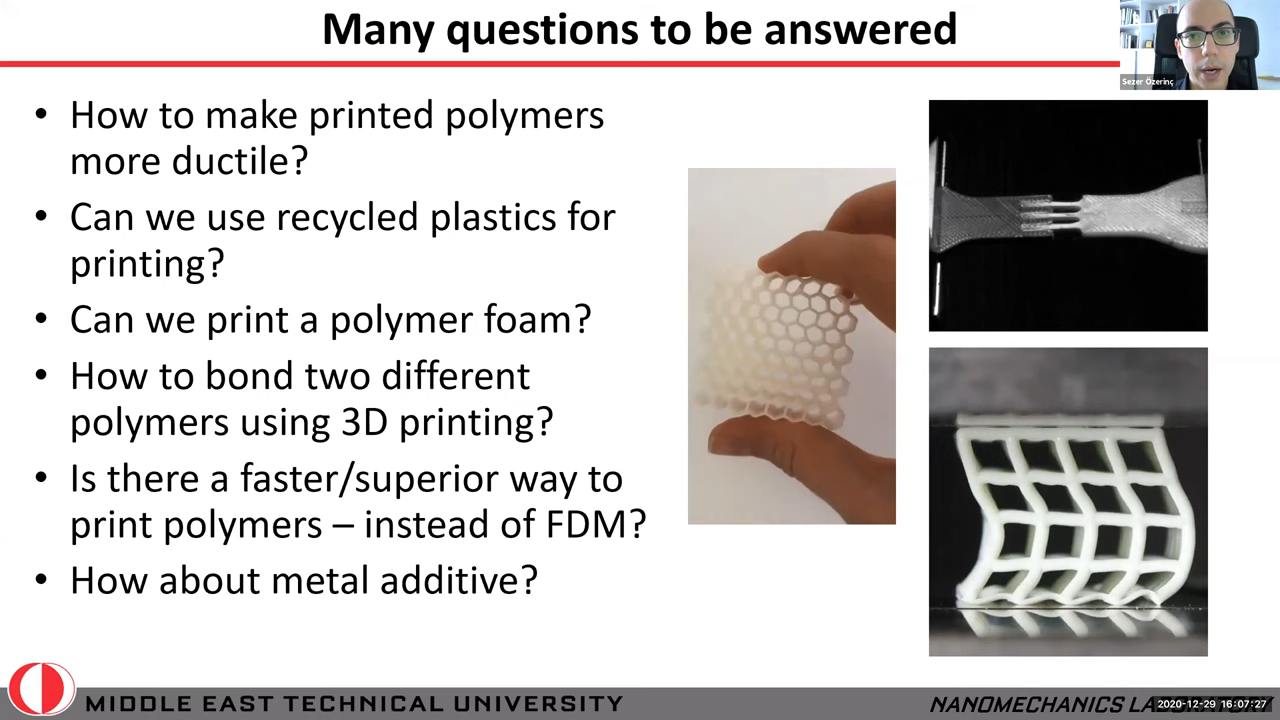 Many questions to be answered
Sezer Özerinç
• How to make printed polymers
more ductile?
• Can we use recycled plastics for
printing?
• Can we print a polymer foam?
• How to bond two different
polymers using 3D printing?
• Is there a faster/superior way to
print polymers – instead of FDM?
• How about metal additive?
MIDDLE EAST TECHNICAL UNIVERSITY
NANOMECHANICS
2020-12-29 16:07:27